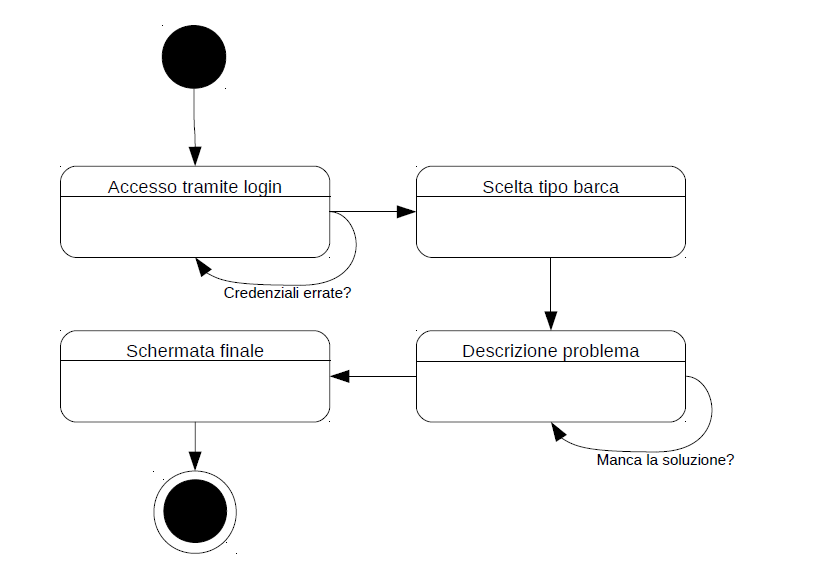 Accesso tramite login
Scelta tipo barca
Credenziali errate?
Schermata finale
Descrizione problema
Manca la soluzione?